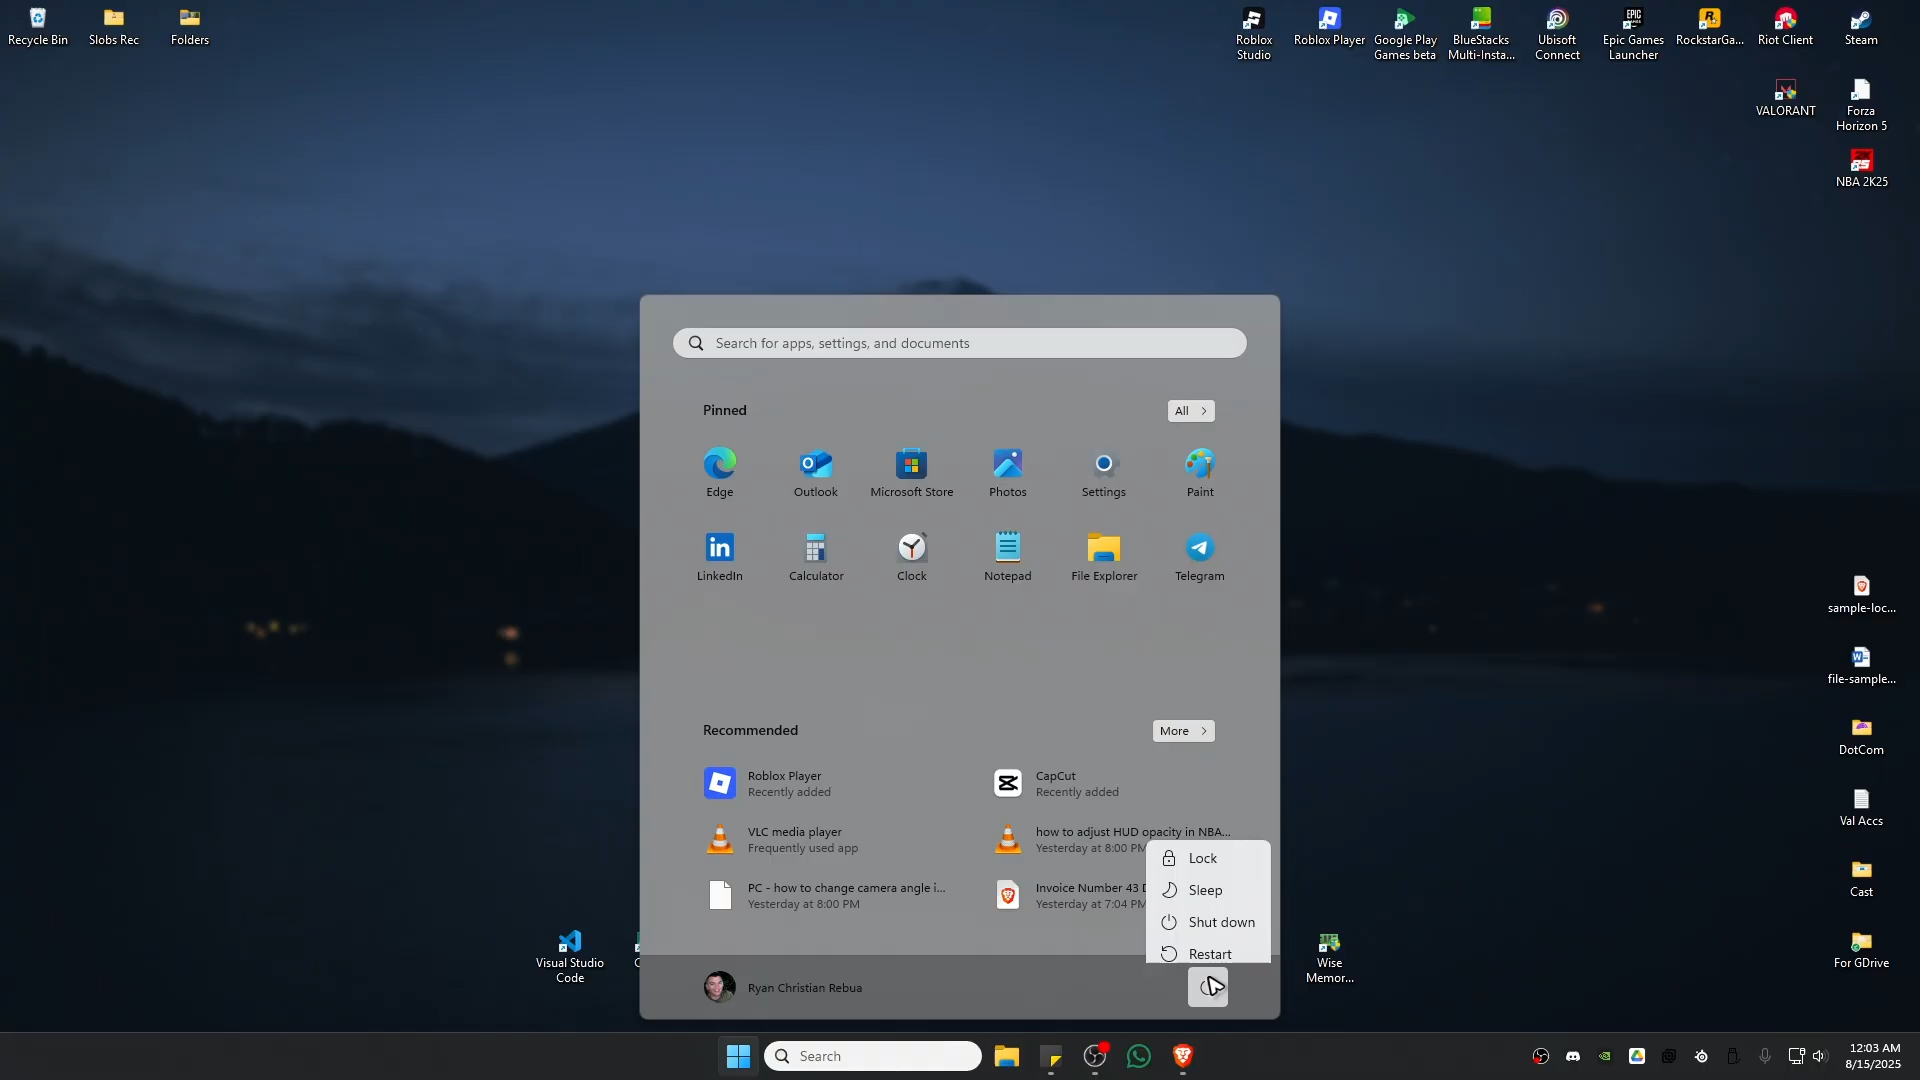 Recycle Bin
Slobs Rec
Folders
Roblox
Studio
Roblox Player
Google Play
Games beta
BlueStacks
Multi-Insta...
Ubisoft
Connect
EPIC
GAMES
Epic Games
Launcher
RockstarGa...
Riot Client
Steam
VALORANT
Forza
Horizon 5
NBA 2K25
Search for apps, settings, and documents
Pinned
All
Edge
Outlook
Microsoft Store
Photos
Settings
Paint
LinkedIn
Calculator
Clock
Notepad
File Explorer
Telegram
Recommended
More
Roblox Player
Recently added
CapCut
Recently added
VLC media player
Frequently used app
how to adjust HUD opacity in NBA...
Yesterday at 8:00 PM
PC - how to change camera angle i...
Yesterday at 8:00 PM
Invoice Number 43
Yesterday at 7:04 PM
Lock
Sleep
Shut down
Restart
Ryan Christian Rebua
Visual Studio
Code
Wise
Memor...
sample-loc...
file-sample...
DotCom
Val Accs
Cast
For GDrive
Search
12:03 AM
8/15/2025